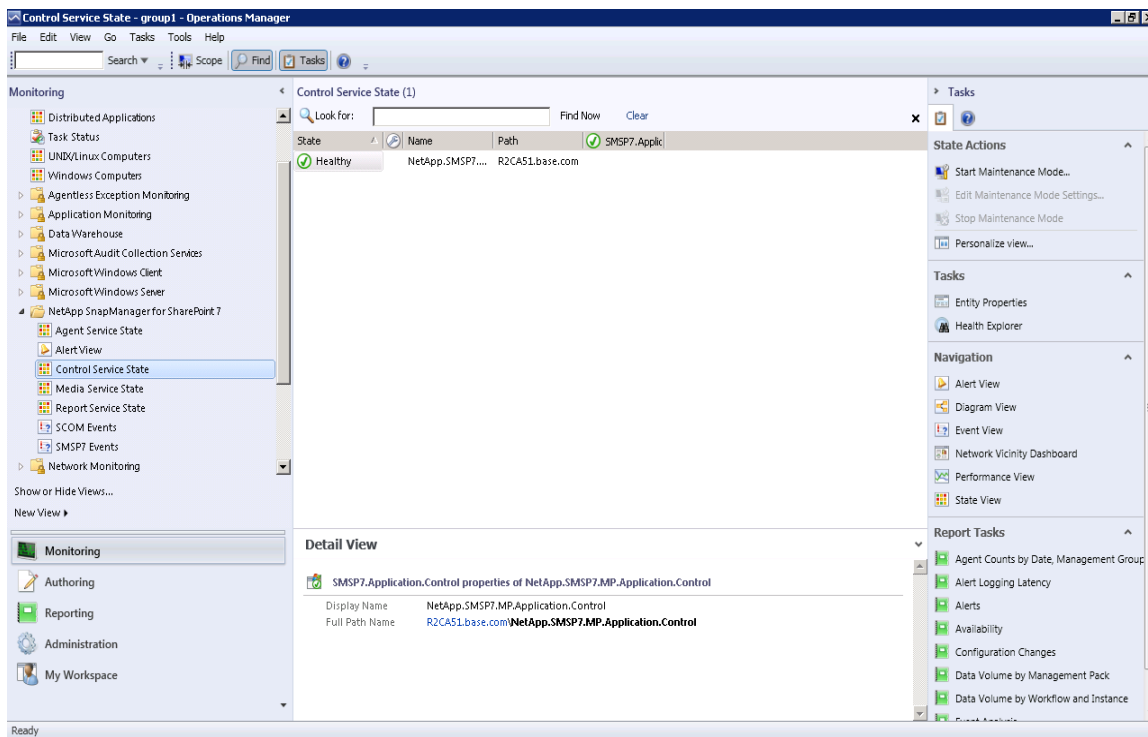 Control Service State - group1 - Operations Manager
File Edit View Go Tasks Tools Help
Search Scope Find Tasks
Monitoring
Distributed Applications
Task Status
UNIX/Linux Computers
Windows Computers
Agentless Exception Monitoring
Application Monitoring
Data Warehouse
Microsoft Audit Collection Services
Microsoft Windows Client
Microsoft Windows Server
NetApp SnapManager for SharePoint 7
Agent Service State
Alert View
Control Service State
Media Service State
Report Service State
SCOM Events
SMSP7 Events
Network Monitoring
Show or Hide Views...
New View
Monitoring
Authoring
Reporting
Administration
My Workspace
Control Service State (1)
Look for: Find Now Clear
State Name Path SMSP7.Applic
Healthy NetApp.SMSP7.... R2CA51.base.com
Detail View
SMSP7.Application.Control properties of NetApp.SMSP7.MP.Application.Control
Display Name NetApp.SMSP7.MP.Application.Control
Full Path Name R2CA51.base.com\NetApp.SMSP7.MP.Application.Control
Tasks
State Actions
Start Maintenance Mode...
Edit Maintenance Mode Settings...
Stop Maintenance Mode
Personalize view...
Tasks
Entity Properties
Health Explorer
Navigation
Alert View
Diagram View
Event View
Network Vicinity Dashboard
Performance View
State View
Report Tasks
Agent Counts by Date, Management Group
Alert Logging Latency
Alerts
Availability
Configuration Changes
Data Volume by Management Pack
Data Volume by Workflow and Instance
Event Analysis
Ready